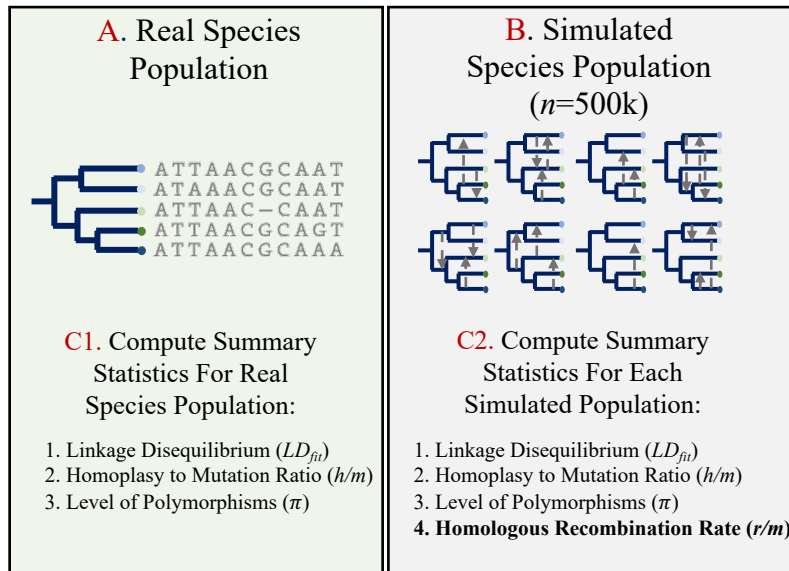 A. Real Species
Population
ATTAACGCAAT
ATAAACGCAAT
ATTAAC–CAAT
ATTAACGCAGT
ATTAACGCAAA
C1. Compute Summary
Statistics For Real
Species Population:
1. Linkage Disequilibrium (LDfit)
2. Homoplasy to Mutation Ratio (h/m)
3. Level of Polymorphisms (π)
B. Simulated
Species Population
(n=500k)
C2. Compute Summary
Statistics For Each
Simulated Population:
1. Linkage Disequilibrium (LDfit)
2. Homoplasy to Mutation Ratio (h/m)
3. Level of Polymorphisms (π)
4. Homologous Recombination Rate (r/m)